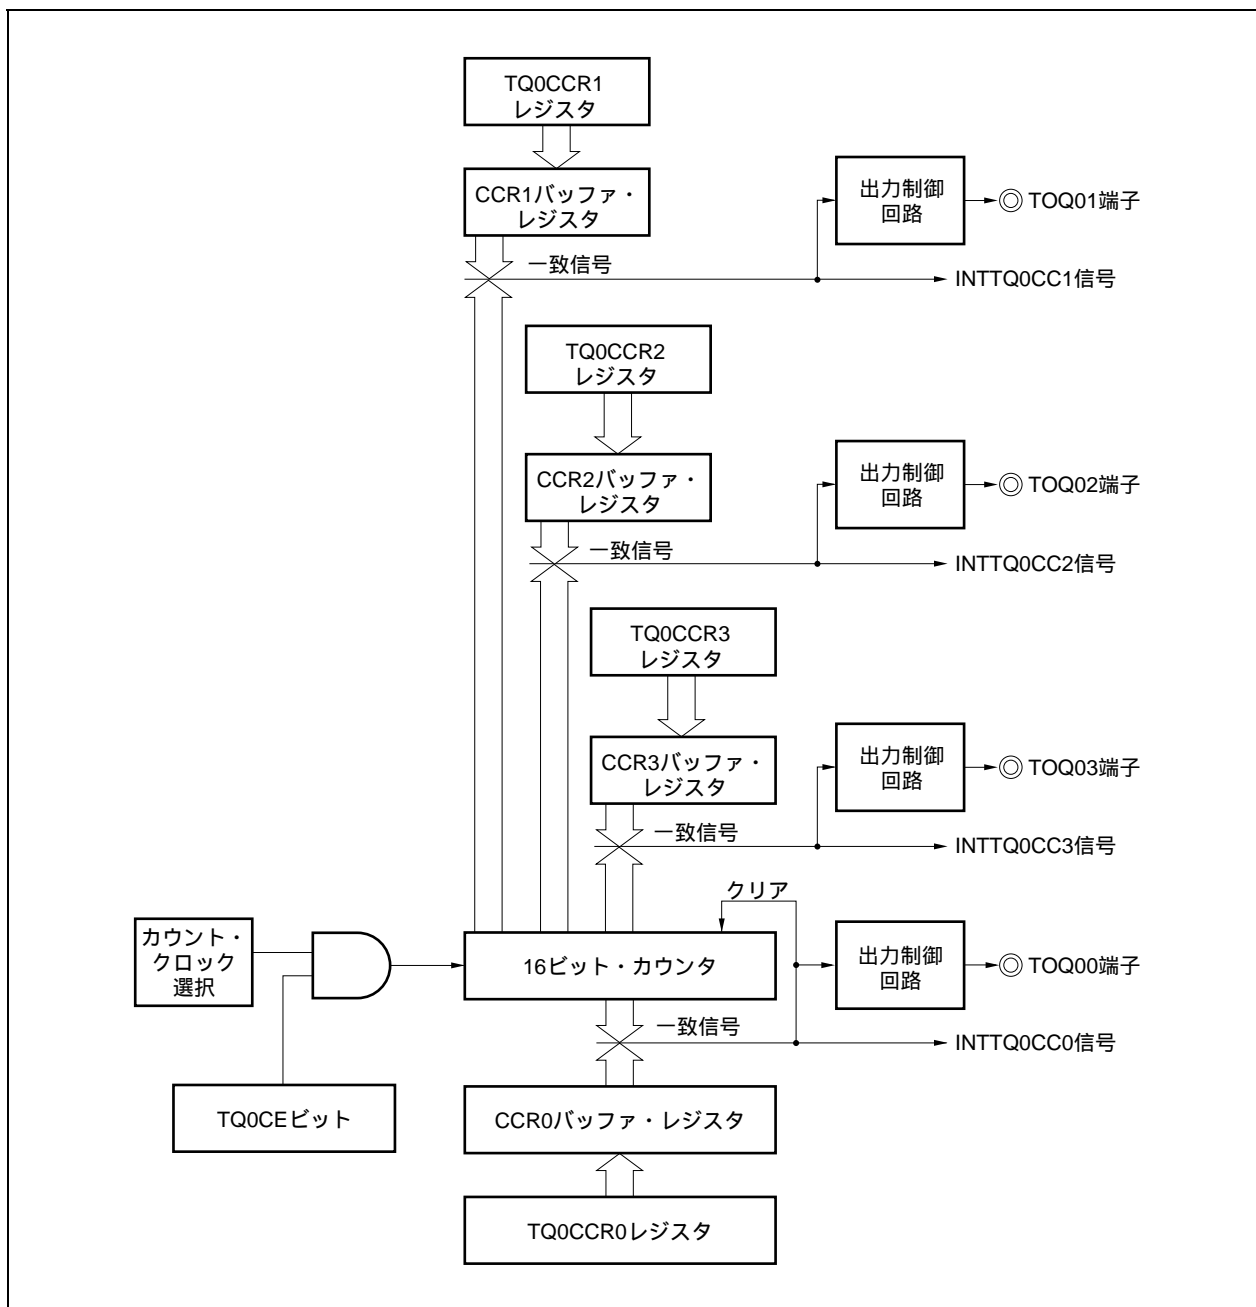 TQ0CCR1
レジスタ
CCR1バッファ・
レジスタ
出力制御
回路
TOQ01端子
一致信号
INTTQ0CC1信号
TQ0CCR2
レジスタ
CCR2バッファ・
レジスタ
出力制御
回路
TOQ02端子
一致信号
INTTQ0CC2信号
TQ0CCR3
レジスタ
CCR3バッファ・
レジスタ
出力制御
回路
TOQ03端子
一致信号
INTTQ0CC3信号
クリア
カウント・
クロック
選択
16ビット・カウンタ
出力制御
回路
TOQ00端子
一致信号
INTTQ0CC0信号
TQ0CEビット
CCR0バッファ・レジスタ
TQ0CCR0レジスタ